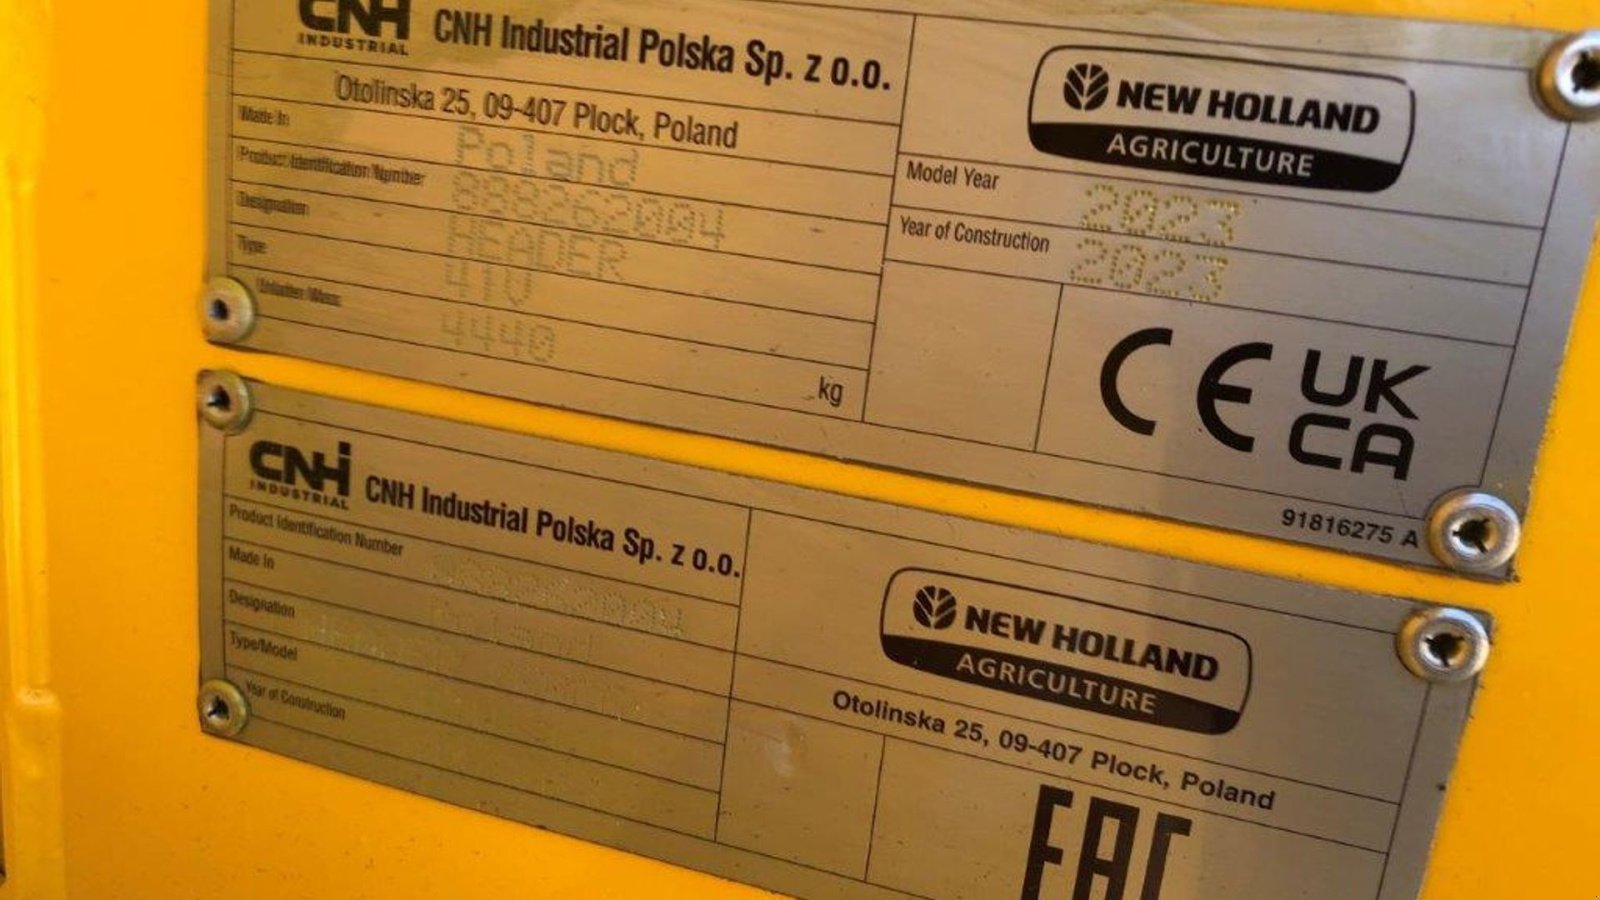 CNH
INDUSTRIAL
CNH Industrial Polska Sp. z o.o.
Otolinska 25, 09-407 Plock, Poland
Made in Poland
Product Identification Number 888262004
Designation HEADER
Type 41V
4440
kg
NEW HOLLAND
AGRICULTURE
Model Year 2023
Year of Construction 2023
CE UK
CA
91816275 A
CNH
INDUSTRIAL
CNH Industrial Polska Sp. z o.o.
Product Identification Number
Made in Poland
Designation
Type/Model
Year of Construction
NEW HOLLAND
AGRICULTURE
Otolinska 25, 09-407 Plock, Poland
EAC